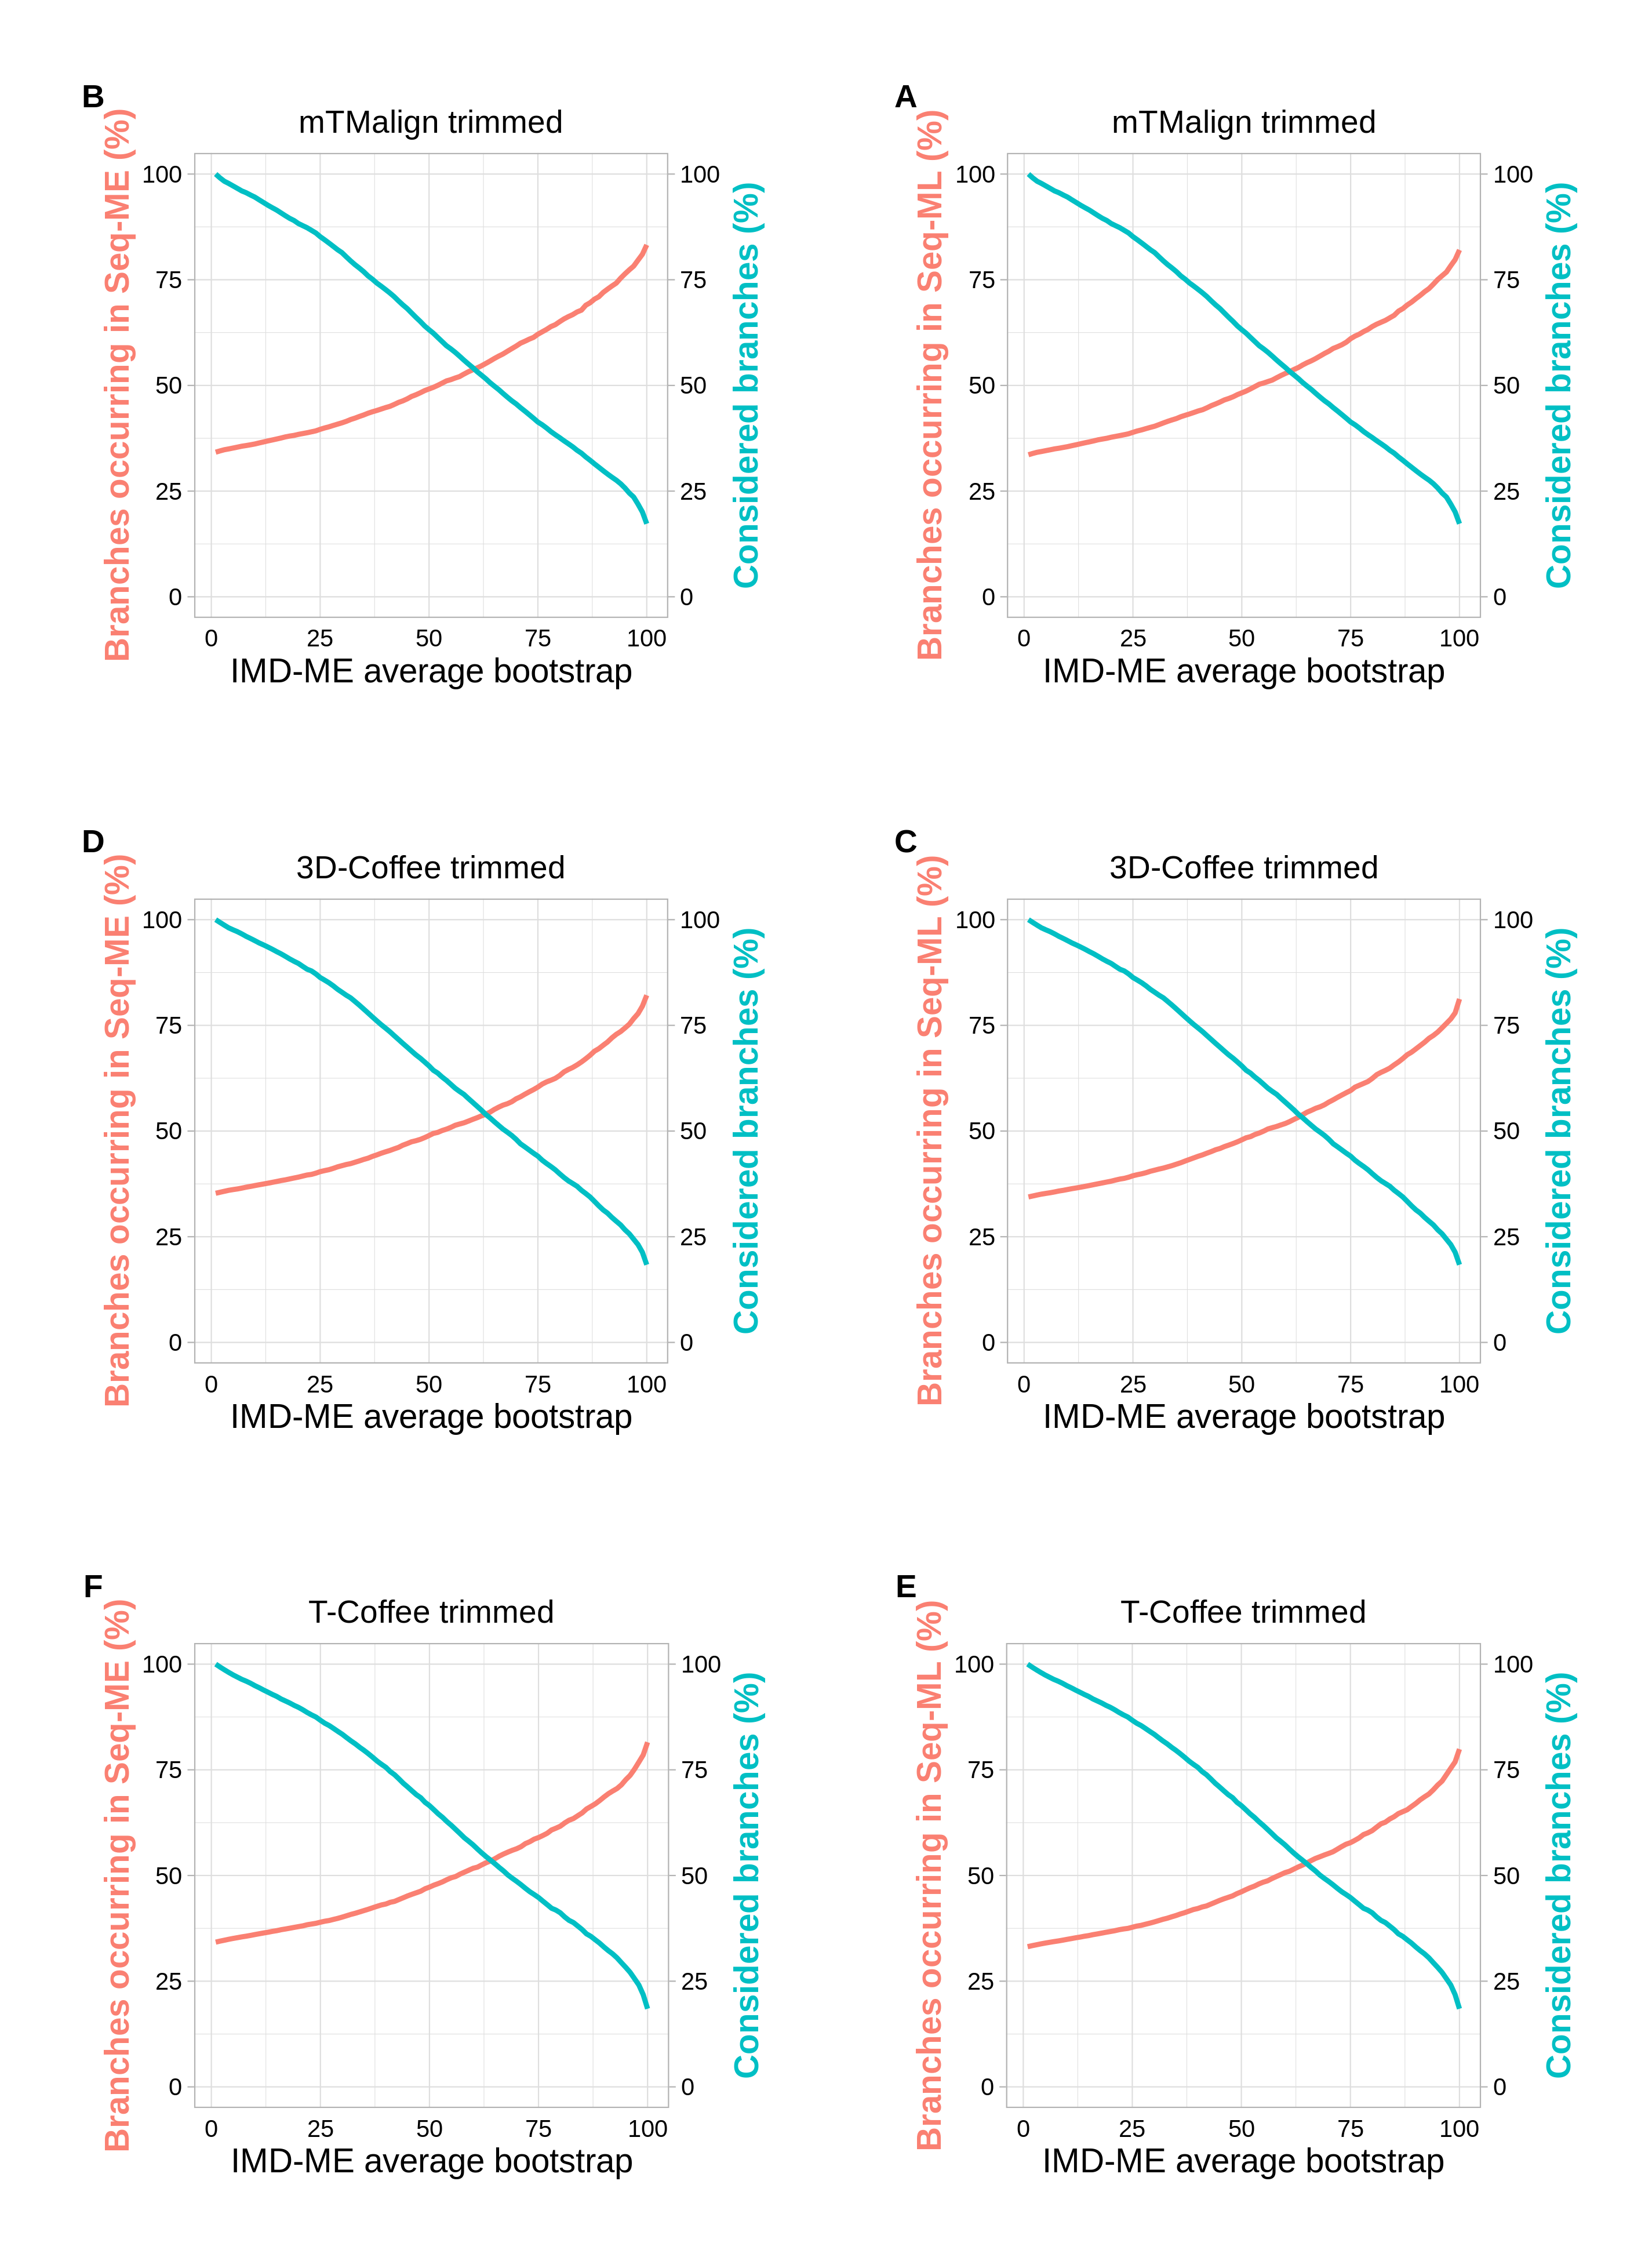 B
mTMalign trimmed
Branches occurring in Seq-ME (%)
100
75
50
25
0
100
75
50
25
0
Considered branches (%)
0 25 50 75 100
IMD-ME average bootstrap
A
mTMalign trimmed
Branches occurring in Seq-ML (%)
100
75
50
25
0
100
75
50
25
0
Considered branches (%)
0 25 50 75 100
IMD-ME average bootstrap
D
3D-Coffee trimmed
Branches occurring in Seq-ME (%)
100
75
50
25
0
100
75
50
25
0
Considered branches (%)
0 25 50 75 100
IMD-ME average bootstrap
C
3D-Coffee trimmed
Branches occurring in Seq-ML (%)
100
75
50
25
0
100
75
50
25
0
Considered branches (%)
0 25 50 75 100
IMD-ME average bootstrap
F
T-Coffee trimmed
Branches occurring in Seq-ME (%)
100
75
50
25
0
100
75
50
25
0
Considered branches (%)
0 25 50 75 100
IMD-ME average bootstrap
E
T-Coffee trimmed
Branches occurring in Seq-ML (%)
100
75
50
25
0
100
75
50
25
0
Considered branches (%)
0 25 50 75 100
IMD-ME average bootstrap